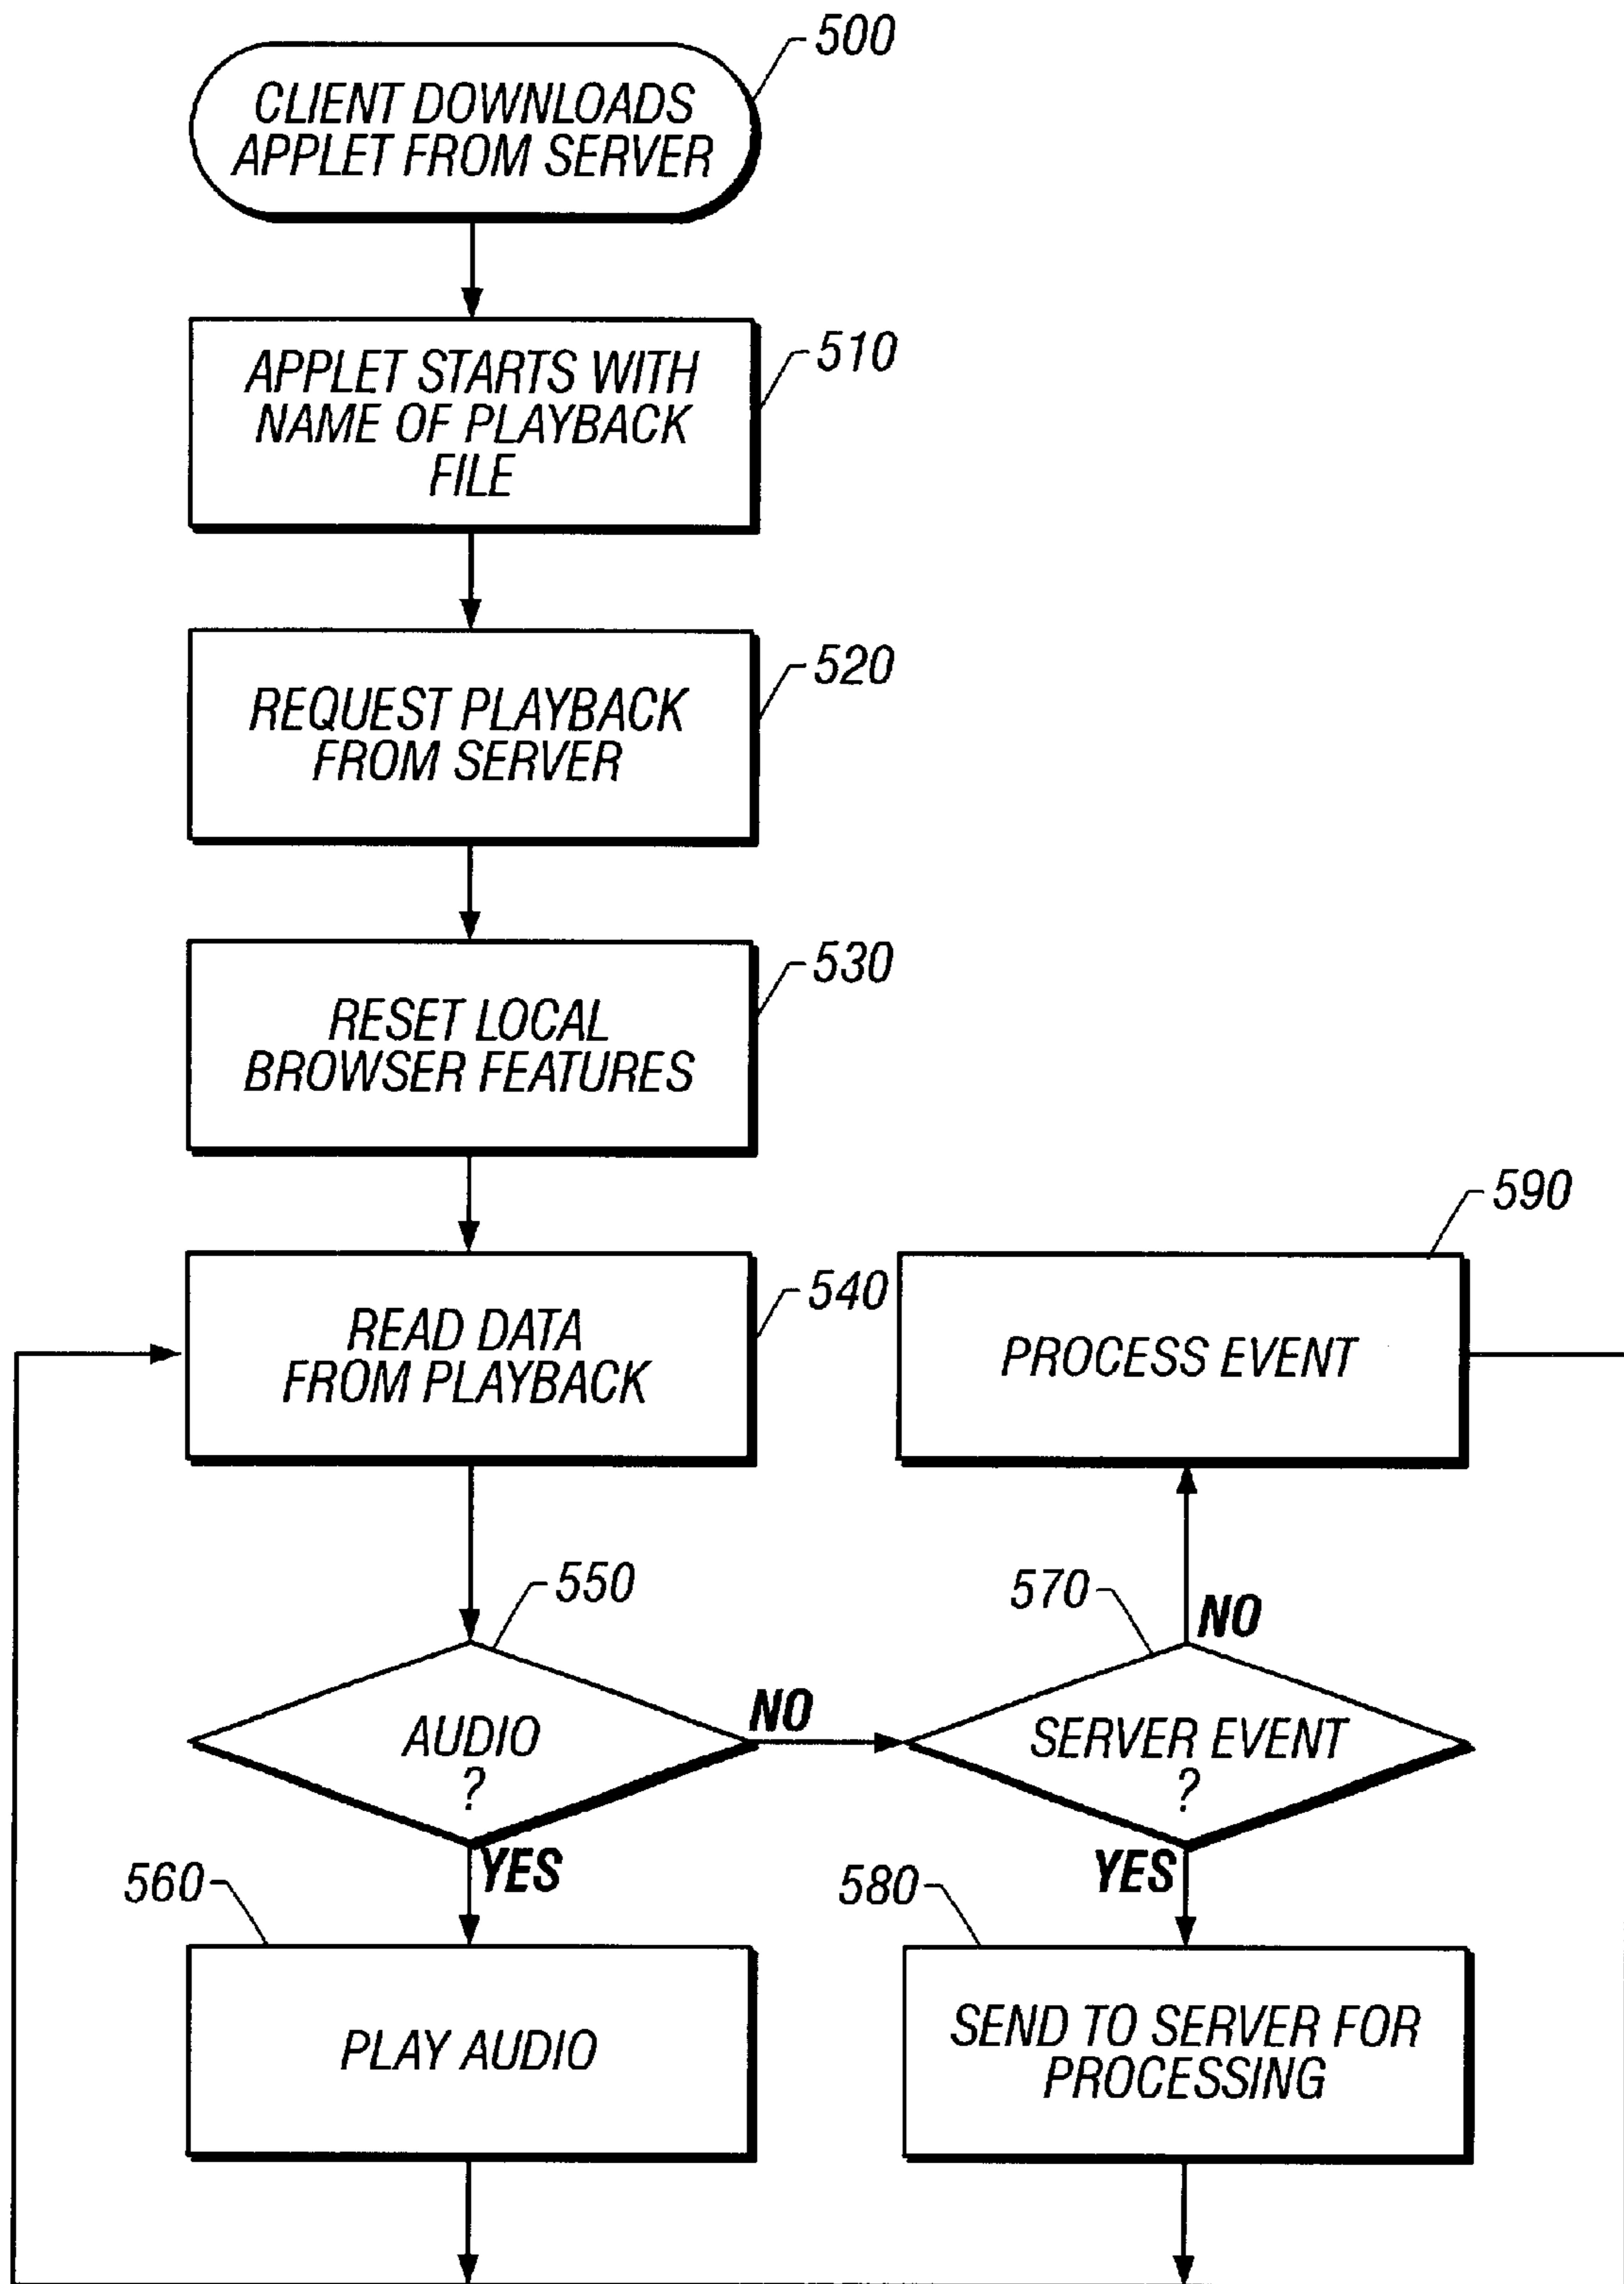 500
CLIENT DOWNLOADS
APPLET FROM SERVER
510
APPLET STARTS WITH
NAME OF PLAYBACK
FILE
520
REQUEST PLAYBACK
FROM SERVER
530
RESET LOCAL
BROWSER FEATURES
540
READ DATA
FROM PLAYBACK
590
PROCESS EVENT
550
AUDIO
?
NO
YES
570
SERVER EVENT
?
NO
YES
560
PLAY AUDIO
580
SEND TO SERVER FOR
PROCESSING